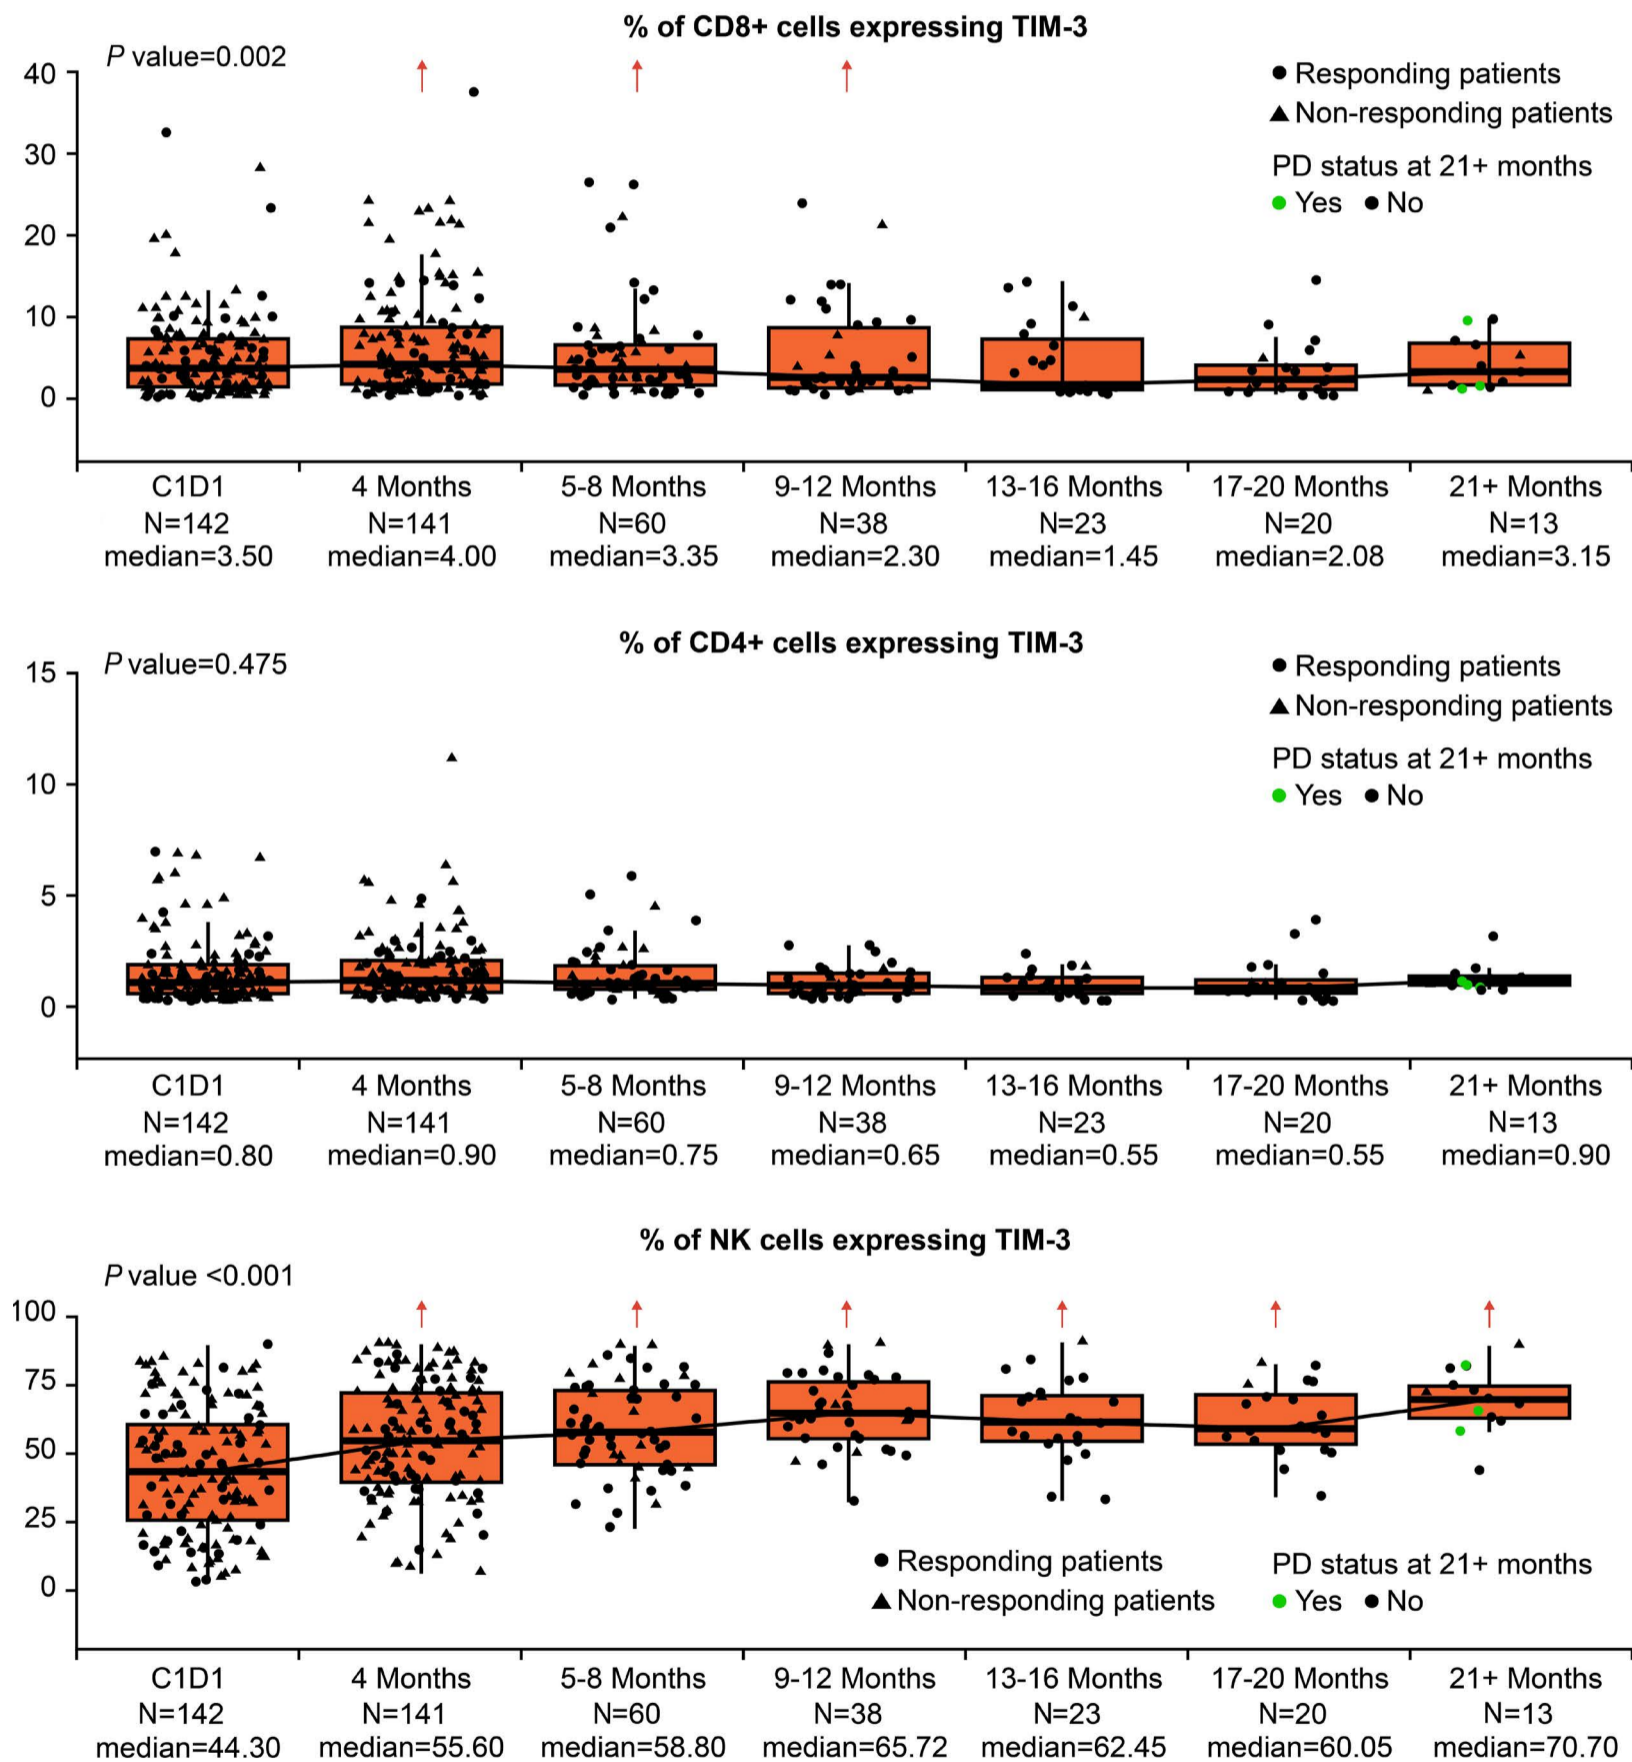 % of CD8+ cells expressing TIM-3
P value=0.002
Responding patients
Non-responding patients
PD status at 21+ months
Yes No
40
30
20
10
0
C1D1 4 Months 5-8 Months 9-12 Months 13-16 Months 17-20 Months 21+ Months
N=142 N=141 N=60 N=38 N=23 N=20 N=13
median=3.50 median=4.00 median=3.35 median=2.30 median=1.45 median=2.08 median=3.15
% of CD4+ cells expressing TIM-3
P value=0.475
Responding patients
Non-responding patients
PD status at 21+ months
Yes No
15
10
5
0
C1D1 4 Months 5-8 Months 9-12 Months 13-16 Months 17-20 Months 21+ Months
N=142 N=141 N=60 N=38 N=23 N=20 N=13
median=0.80 median=0.90 median=0.75 median=0.65 median=0.55 median=0.55 median=0.90
% of NK cells expressing TIM-3
P value <0.001
100
75
50
25
0
Responding patients
Non-responding patients
PD status at 21+ months
Yes No
C1D1 4 Months 5-8 Months 9-12 Months 13-16 Months 17-20 Months 21+ Months
N=142 N=141 N=60 N=38 N=23 N=20 N=13
median=44.30 median=55.60 median=58.80 median=65.72 median=62.45 median=60.05 median=70.70